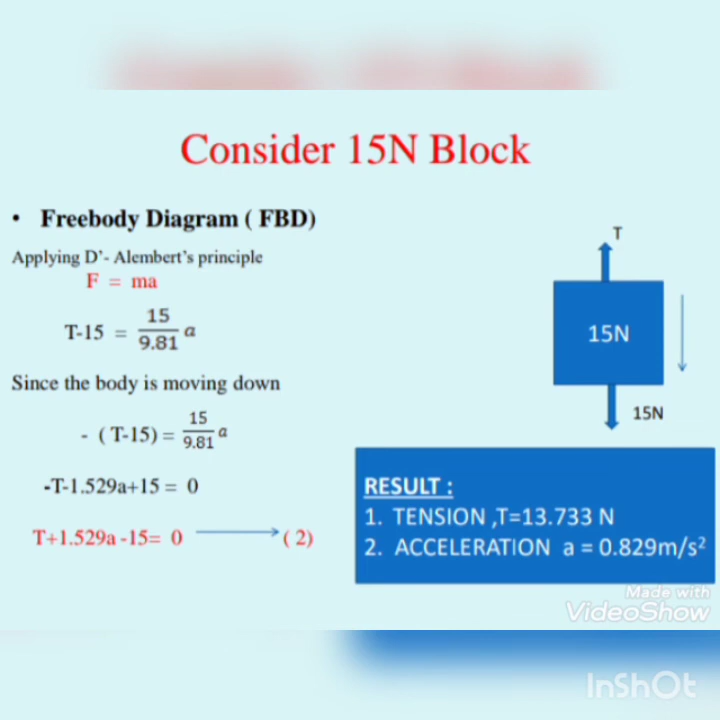 Consider 15N Block
• Freebody Diagram ( FBD)
Applying D'- Alembert's principle
F = ma
T-15 = 15/9.81 a
Since the body is moving down
- ( T-15) = 15/9.81 a
-T-1.529a+15 = 0
T+1.529a -15= 0 ⟶ ( 2)
T
15N
15N
RESULT :
1. TENSION ,T=13.733 N
2. ACCELERATION a = 0.829m/s²
Made with
VideoShow
InShOt